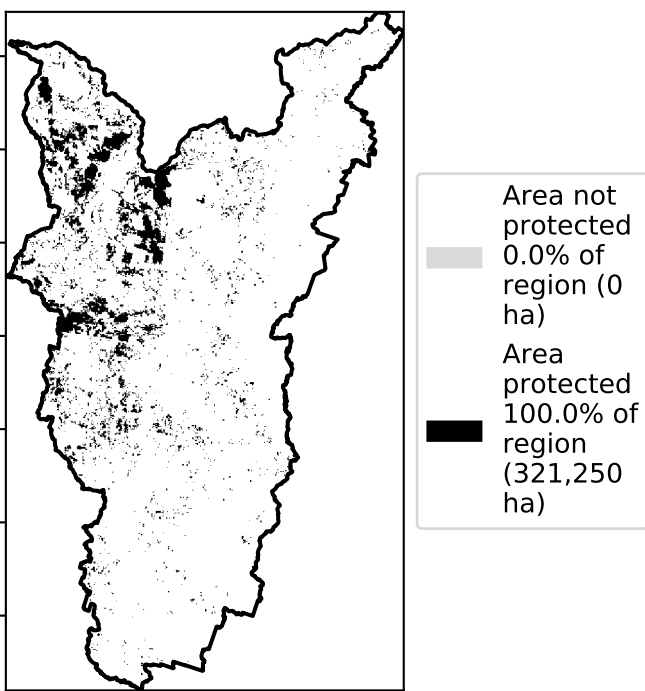 Area not
protected
0.0% of
region (0
ha)
Area
protected
100.0% of
region
(321,250
ha)